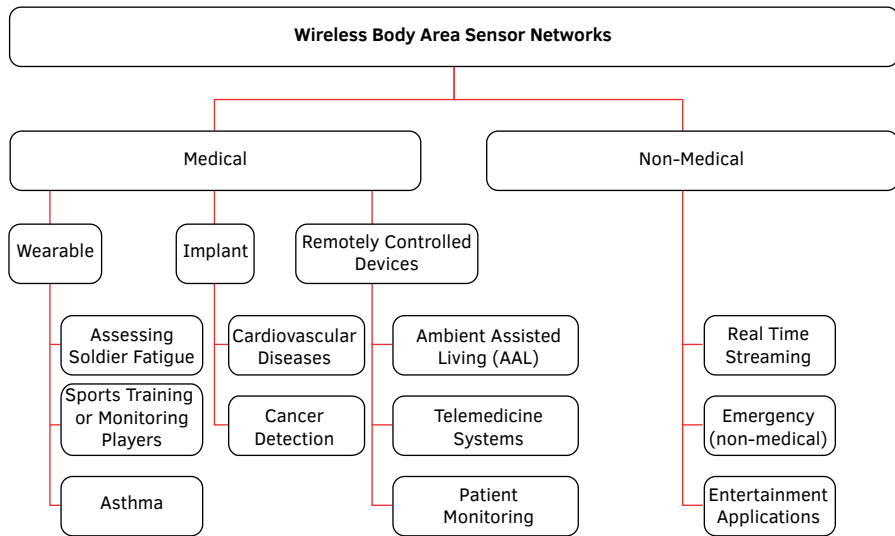 Wireless Body Area Sensor Networks
Medical
Non-Medical
Wearable
Implant
Remotely Controlled
Devices
Assessing
Soldier Fatigue
Cardiovascular
Diseases
Ambient Assisted
Living (AAL)
Real Time
Streaming
Sports Training
or Monitoring
Players
Cancer
Detection
Telemedicine
Systems
Emergency
(non-medical)
Asthma
Patient
Monitoring
Entertainment
Applications